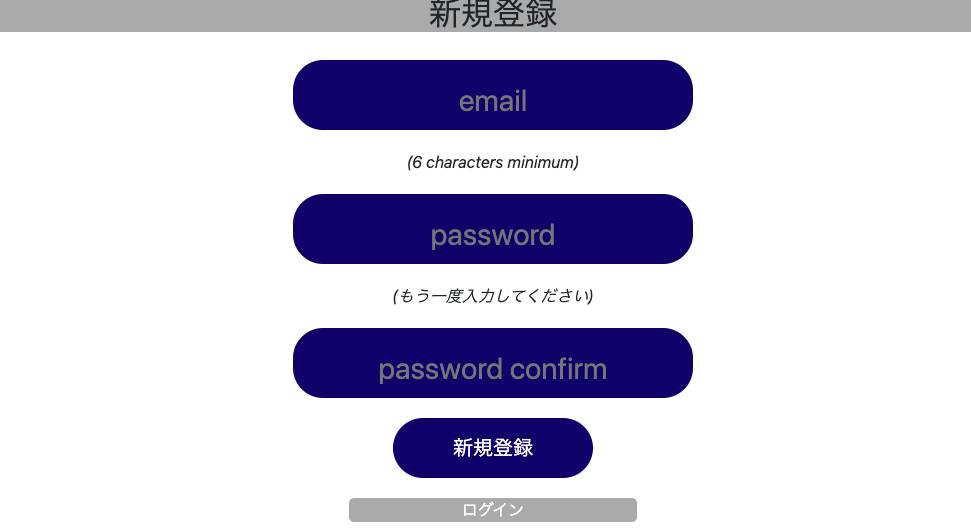 新規登録
email
(6 characters minimum)
password
(もう一度入力してください)
password confirm
新規登録
ログイン